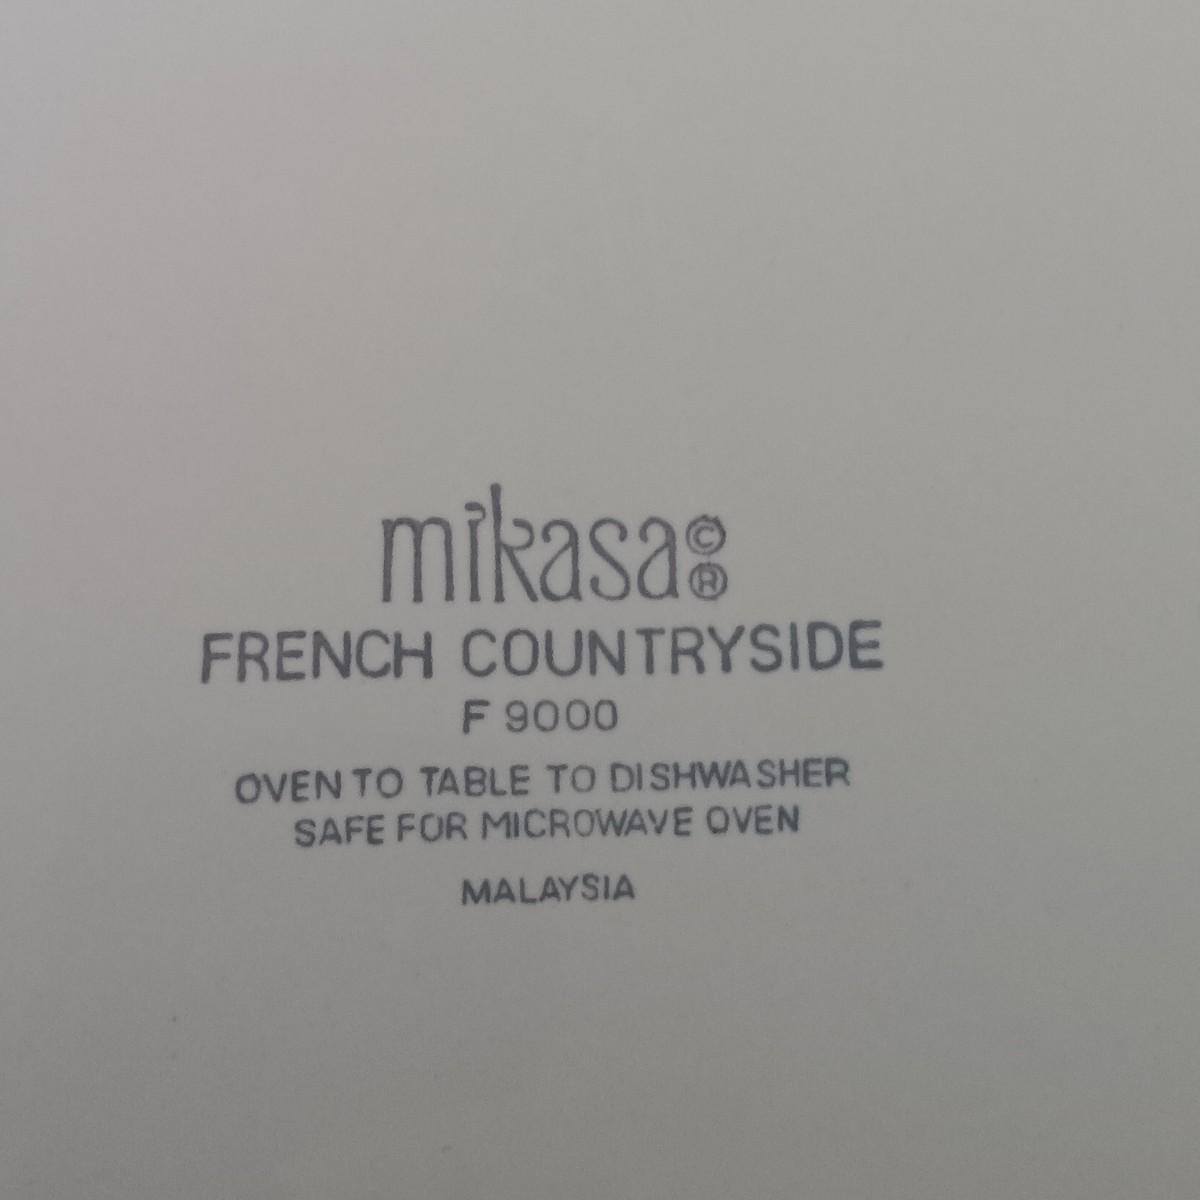 mikasa © ®
FRENCH COUNTRYSIDE
F 9000
OVEN TO TABLE TO DISHWASHER
SAFE FOR MICROWAVE OVEN
MALAYSIA